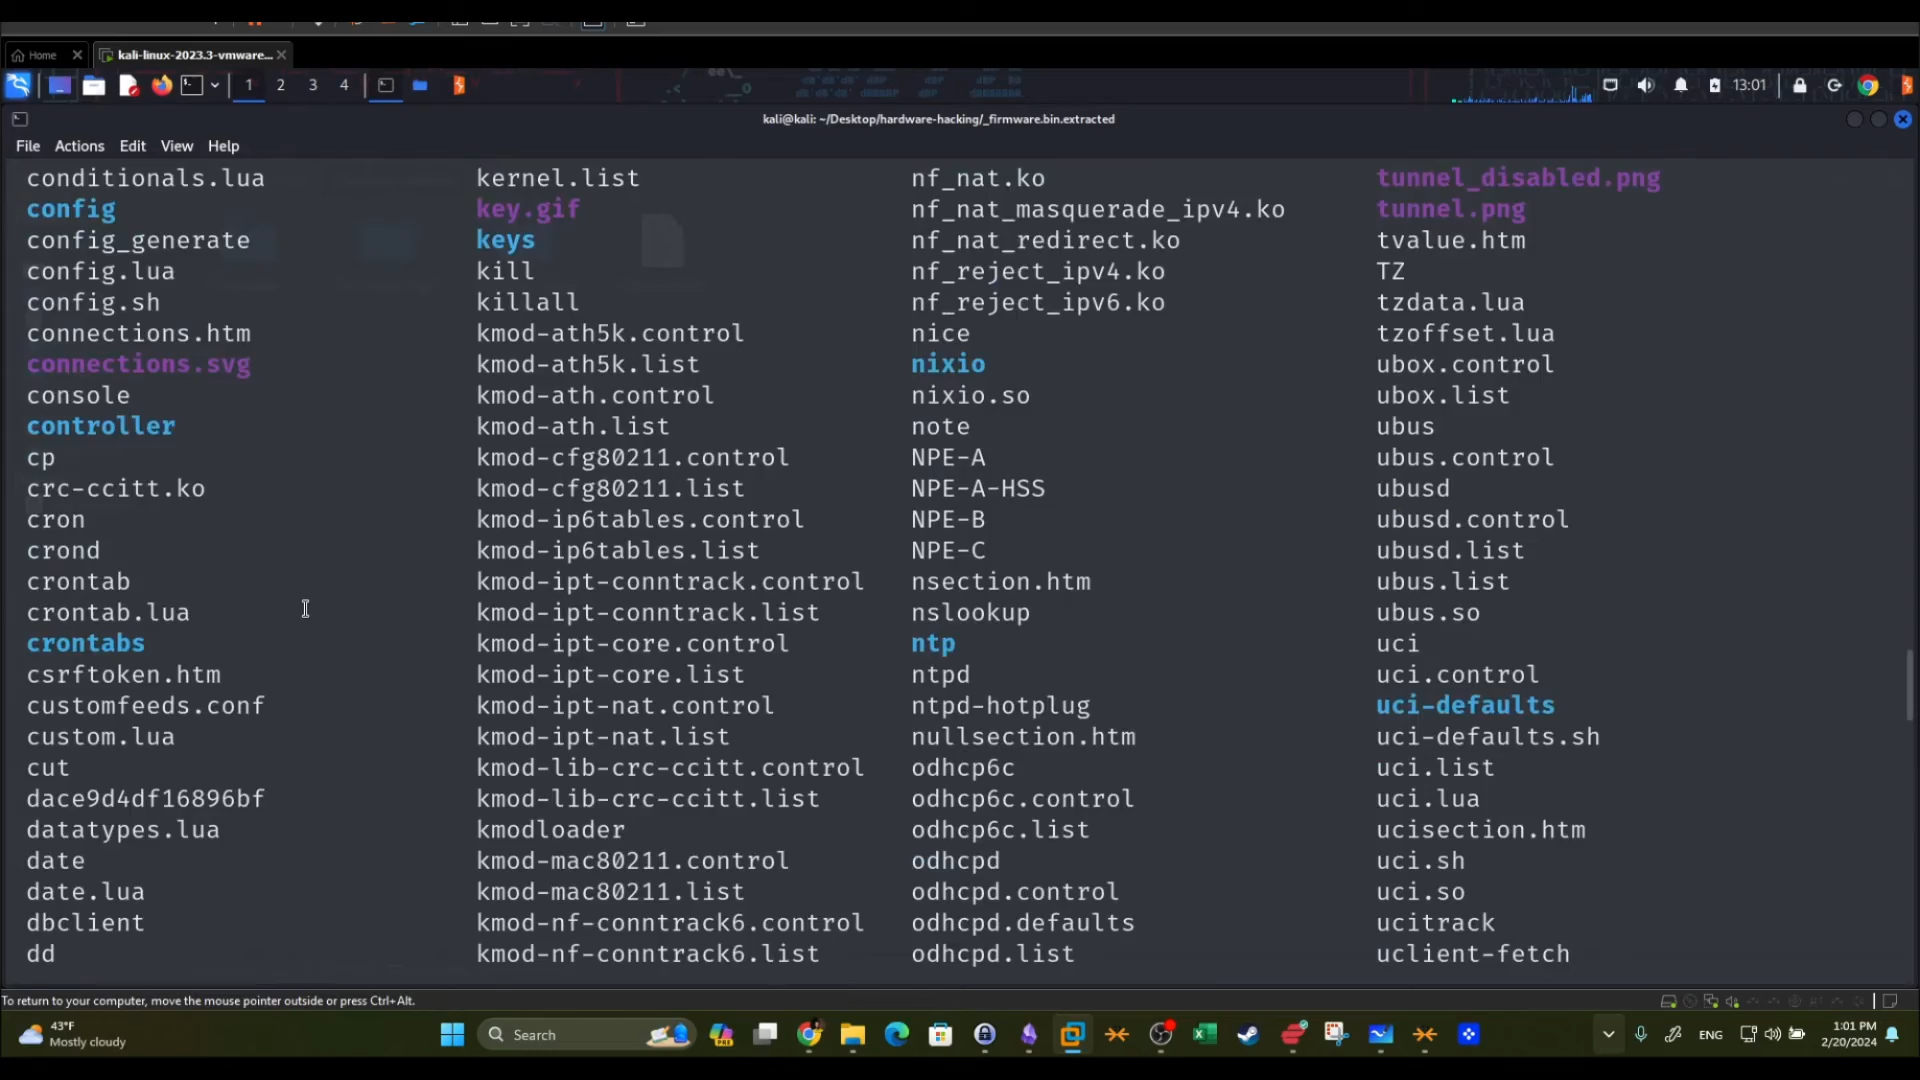 Home
kali-linux-2023.3-vmware...
1 2 3 4
13:01
kali@kali: ~/Desktop/hardware-hacking/_firmware.bin.extracted
File Actions Edit View Help
conditionals.lua kernel.list nf_nat.ko tunnel_disabled.png
config key.gif nf_nat_masquerade_ipv4.ko tunnel.png
config_generate keys nf_nat_redirect.ko tvalue.htm
config.lua kill nf_reject_ipv4.ko TZ
config.sh killall nf_reject_ipv6.ko tzdata.lua
connections.htm kmod-ath5k.control nice tzoffset.lua
connections.svg kmod-ath5k.list nixio ubox.control
console kmod-ath.control nixio.so ubox.list
controller kmod-ath.list note ubus
cp kmod-cfg80211.control NPE-A ubus.control
crc-ccitt.ko kmod-cfg80211.list NPE-A-HSS ubusd
cron kmod-ip6tables.control NPE-B ubusd.control
crond kmod-ip6tables.list NPE-C ubusd.list
crontab kmod-ipt-conntrack.control nsection.htm ubus.list
crontab.lua kmod-ipt-conntrack.list nslookup ubus.so
crontabs kmod-ipt-core.control ntp uci
csrftoken.htm kmod-ipt-core.list ntpd uci.control
customfeeds.conf kmod-ipt-nat.control ntpd-hotplug uci-defaults
custom.lua kmod-ipt-nat.list nullsection.htm uci-defaults.sh
cut kmod-lib-crc-ccitt.control odhcp6c uci.list
dace9d4df16896bf kmod-lib-crc-ccitt.list odhcp6c.control uci.lua
datatypes.lua kmodloader odhcp6c.list ucisection.htm
date kmod-mac80211.control odhcpd uci.sh
date.lua kmod-mac80211.list odhcpd.control uci.so
dbclient kmod-nf-conntrack6.control odhcpd.defaults ucitrack
dd kmod-nf-conntrack6.list odhcpd.list uclient-fetch
To return to your computer, move the mouse pointer outside or press Ctrl+Alt.
43°F
Mostly cloudy
Search
ENG
1:01 PM
2/20/2024